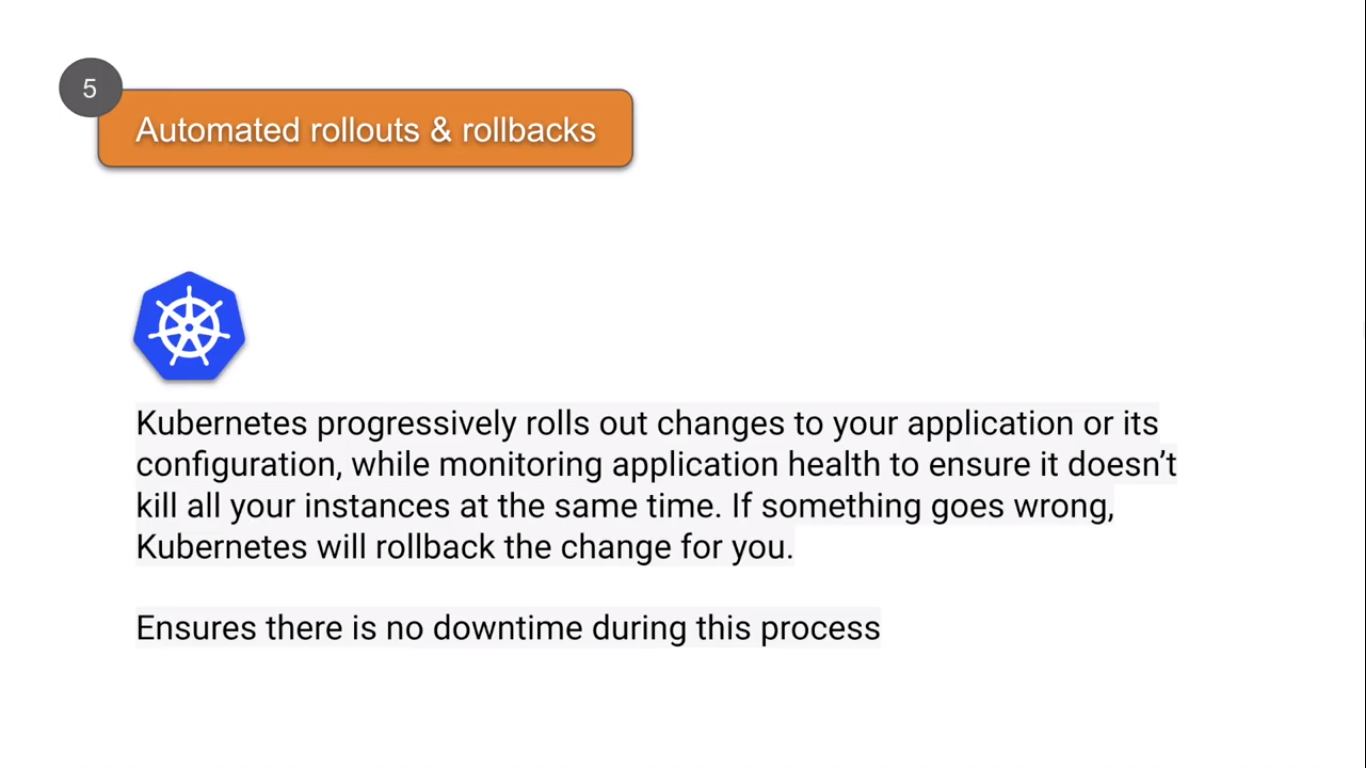 5
Automated rollouts & rollbacks
Kubernetes progressively rolls out changes to your application or its
configuration, while monitoring application health to ensure it doesn’t
kill all your instances at the same time. If something goes wrong,
Kubernetes will rollback the change for you.
Ensures there is no downtime during this process